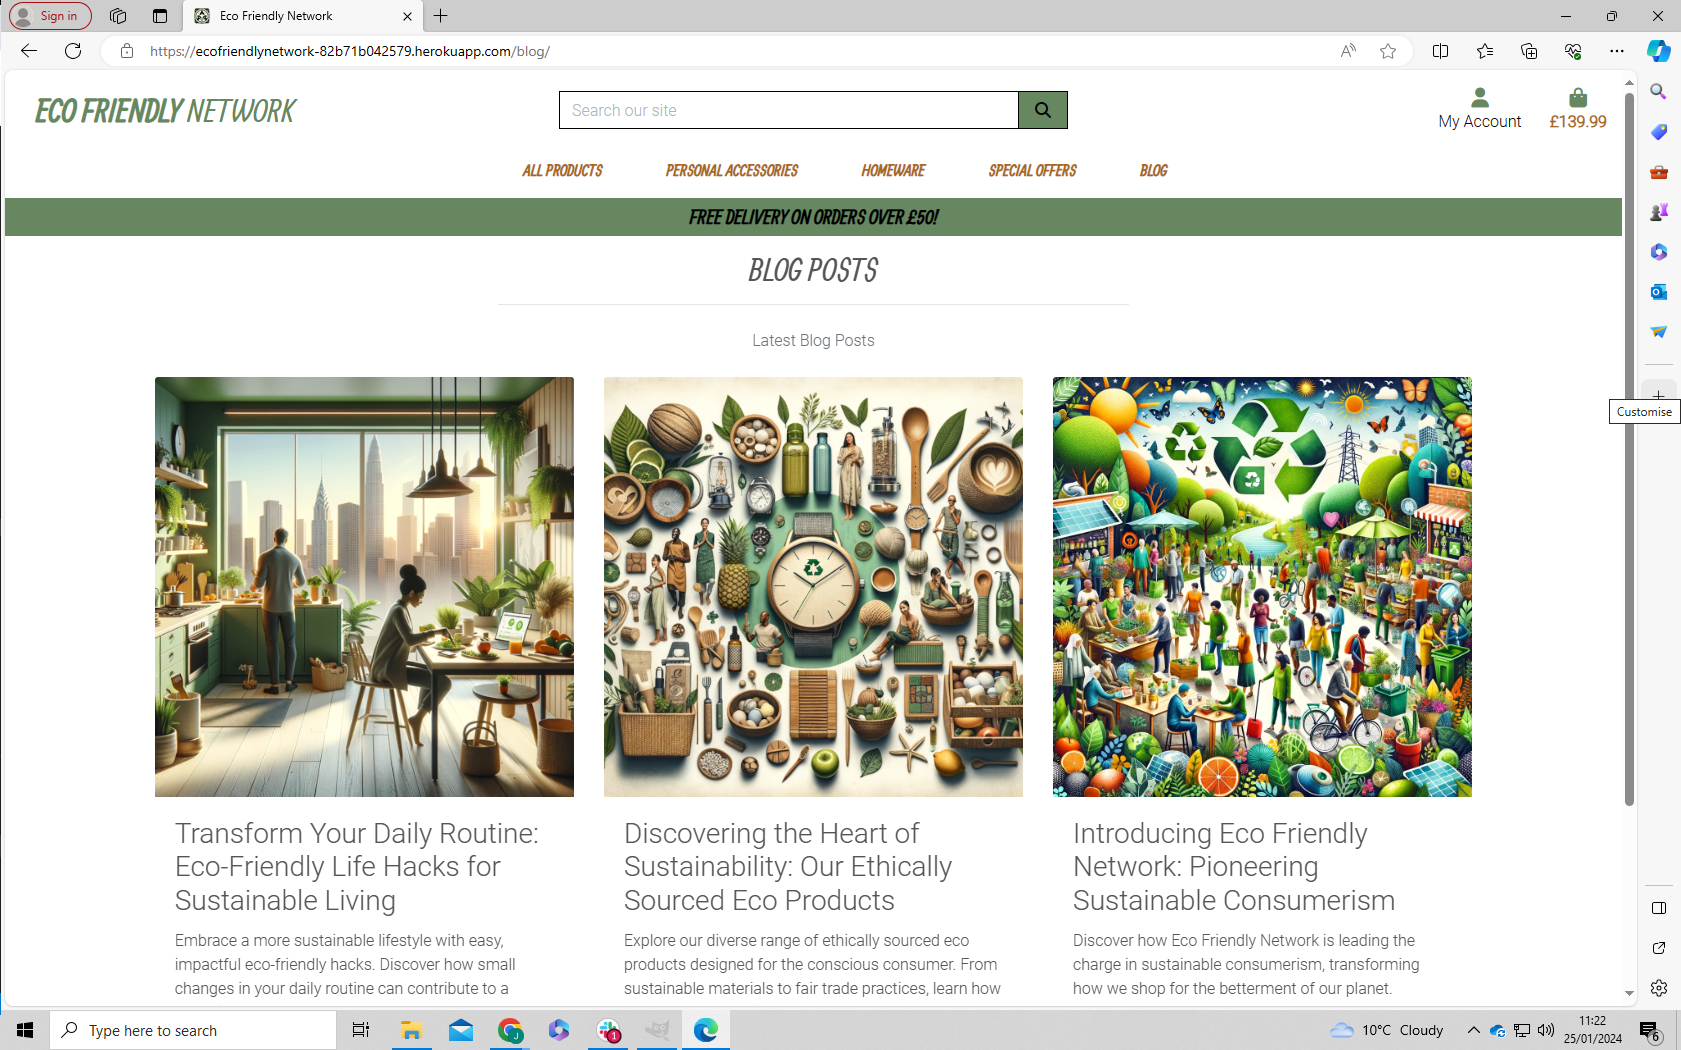 Sign in
Eco Friendly Network
https://ecofriendlynetwork-82b71b042579.herokuapp.com/blog/
ECO FRIENDLY NETWORK
Search our site
My Account
£139.99
ALL PRODUCTS
PERSONAL ACCESSORIES
HOMEWARE
SPECIAL OFFERS
BLOG
FREE DELIVERY ON ORDERS OVER £50!
BLOG POSTS
Latest Blog Posts
Customise
Transform Your Daily Routine:
Eco-Friendly Life Hacks for
Sustainable Living
Embrace a more sustainable lifestyle with easy,
impactful eco-friendly hacks. Discover how small
changes in your daily routine can contribute to a
Discovering the Heart of
Sustainability: Our Ethically
Sourced Eco Products
Explore our diverse range of ethically sourced eco
products designed for the conscious consumer. From
sustainable materials to fair trade practices, learn how
Introducing Eco Friendly
Network: Pioneering
Sustainable Consumerism
Discover how Eco Friendly Network is leading the
charge in sustainable consumerism, transforming
how we shop for the betterment of our planet.
Type here to search
1
10°C Cloudy
11:22
25/01/2024
6